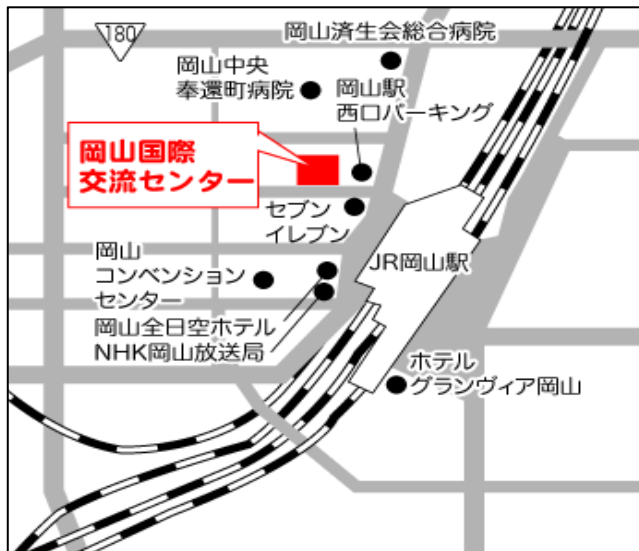 180
岡山済生会総合病院
岡山中央
奉還町病院
岡山駅
西口パーキング
岡山国際
交流センター
セブン
イレブン
岡山
コンベンション
センター
JR岡山駅
岡山全日空ホテル
NHK岡山放送局
ホテル
グランヴィア岡山